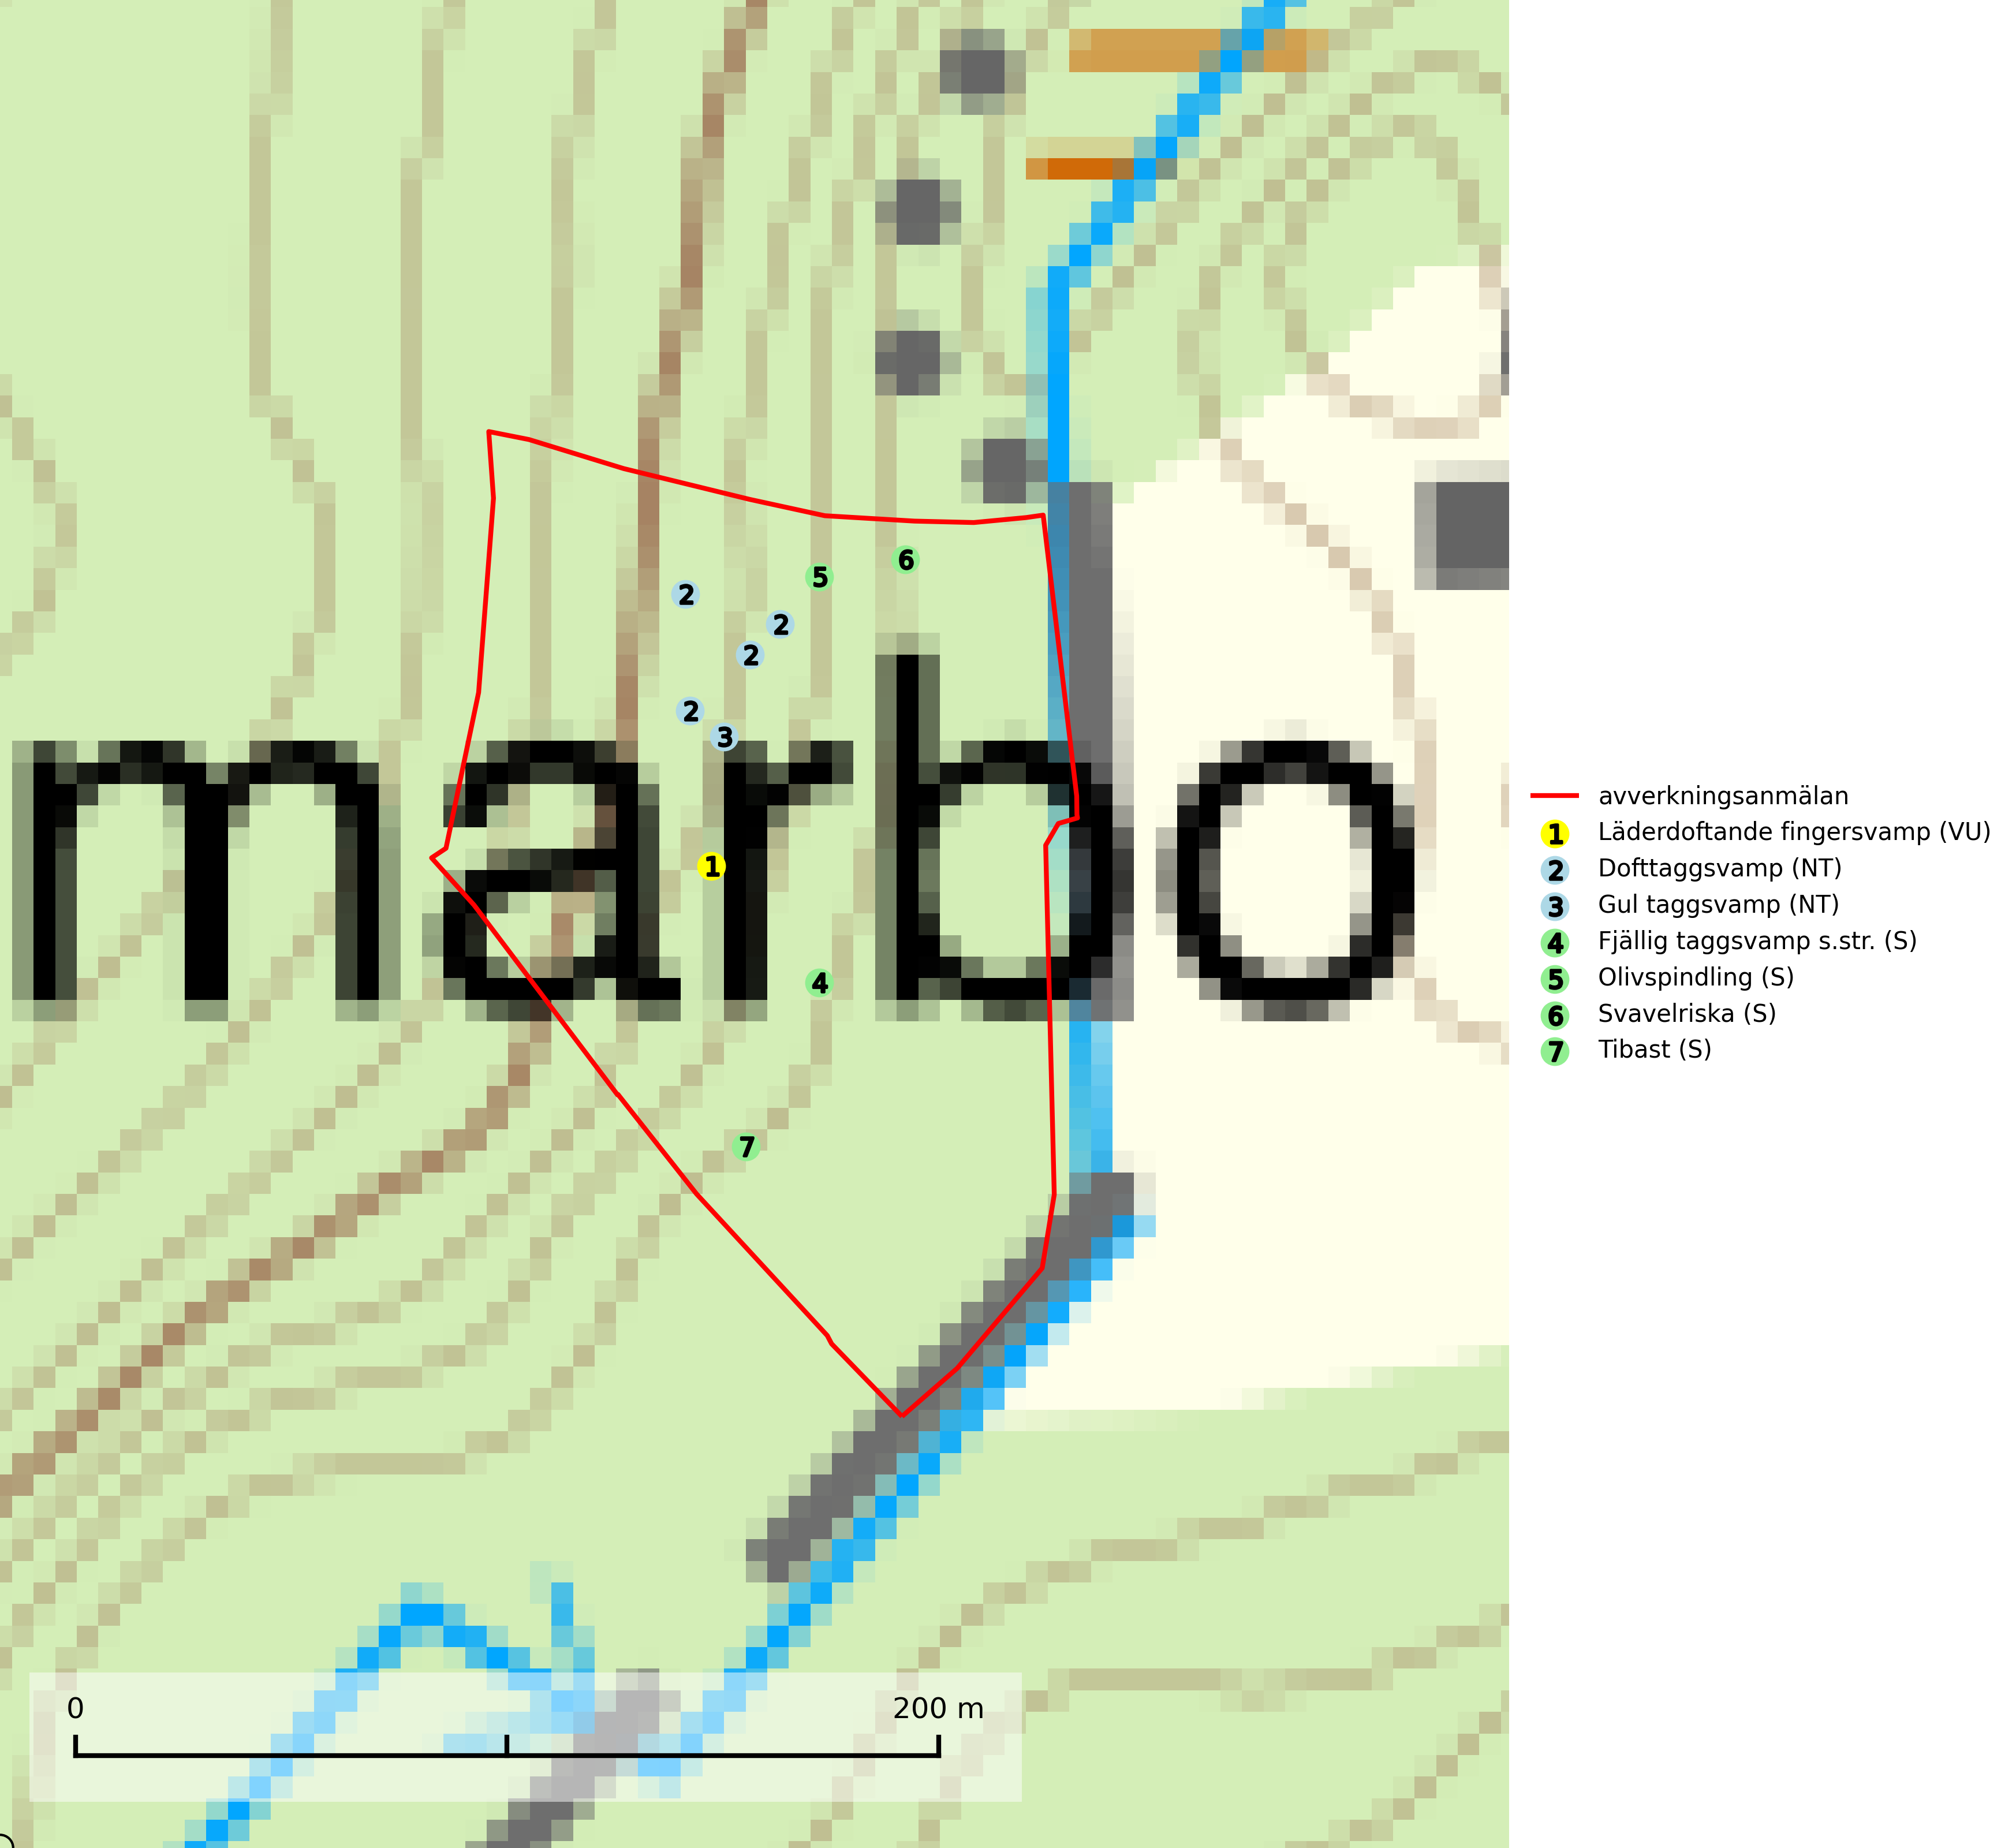 6
5
2
2
2
2
3
marbo
1
4
7
avverkningsanmälan
1 Läderdoftande fingersvamp (VU)
2 Dofttaggsvamp (NT)
3 Gul taggsvamp (NT)
4 Fjällig taggsvamp s.str. (S)
5 Olivspindling (S)
6 Svavelriska (S)
7 Tibast (S)
0 200 m